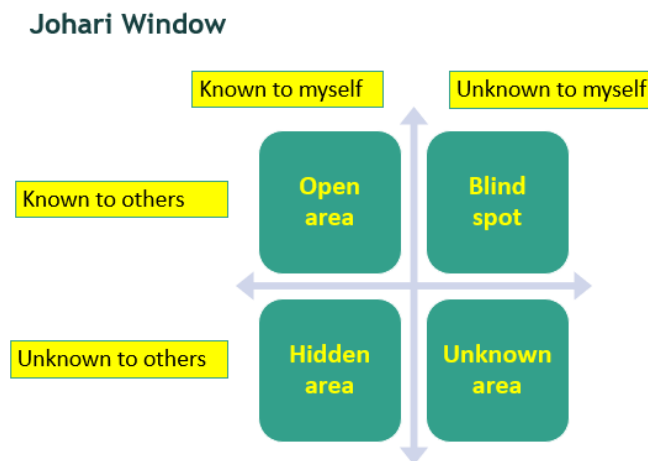 Johari Window
Known to myself
Unknown to myself
Known to others
Open
area
Blind
spot
Unknown to others
Hidden
area
Unknown
area